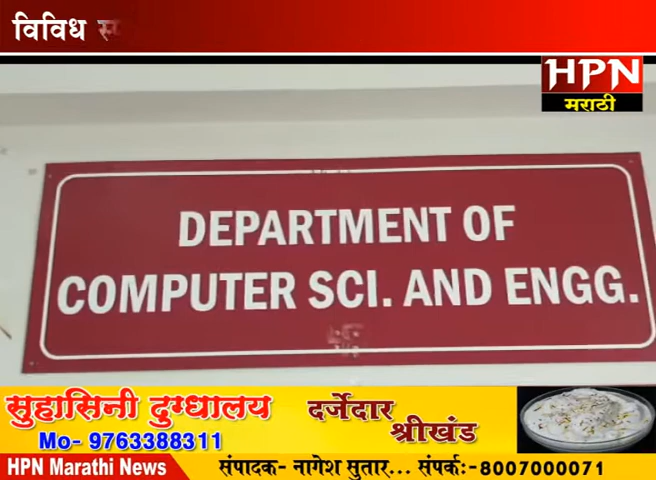 विविध
HPN
मराठी
DEPARTMENT OF
COMPUTER SCI. AND ENGG.
सुहासिनी दुग्धालय
Mo- 9763388311
दर्जेदार
श्रीखंड
HPN Marathi News
संपादक- नागेश सुतार... संपर्क:-8007000071